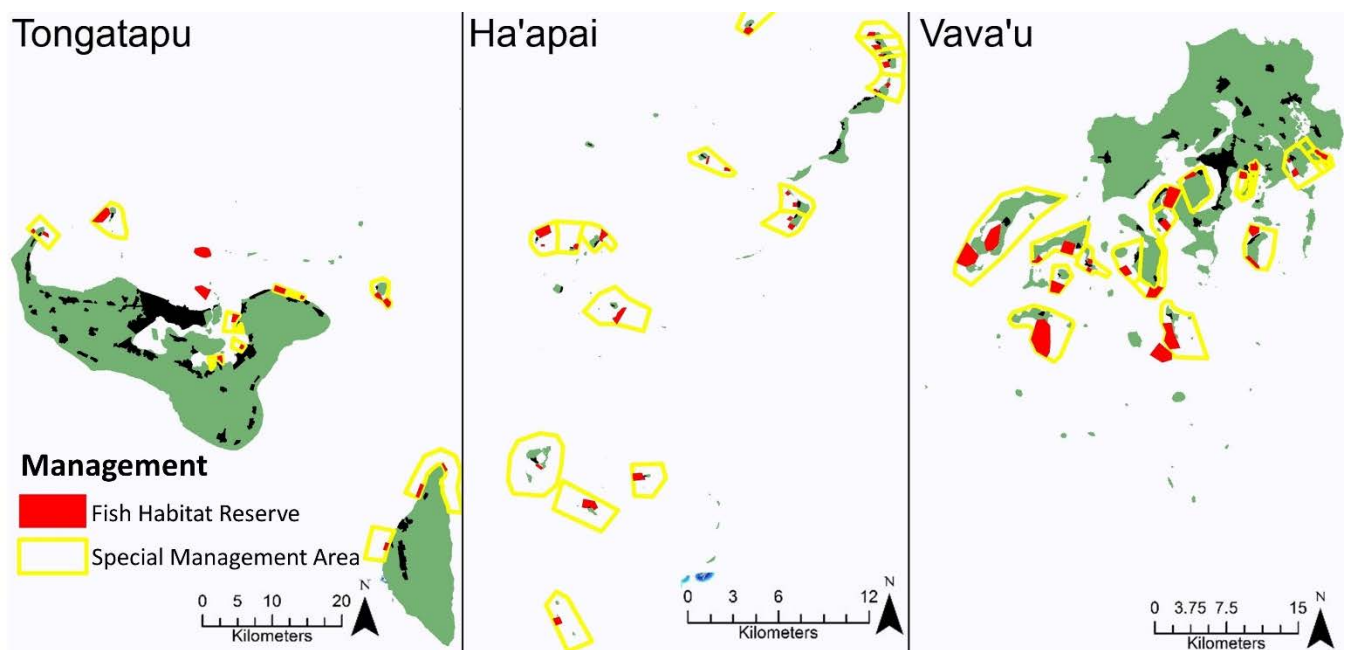 Tongatapu
Ha'apai
Vava'u
Management
Fish Habitat Reserve
Special Management Area
N
0 5 10 20
Kilometers
N
0 3 6 12
Kilometers
N
0 3.75 7.5 15
Kilometers